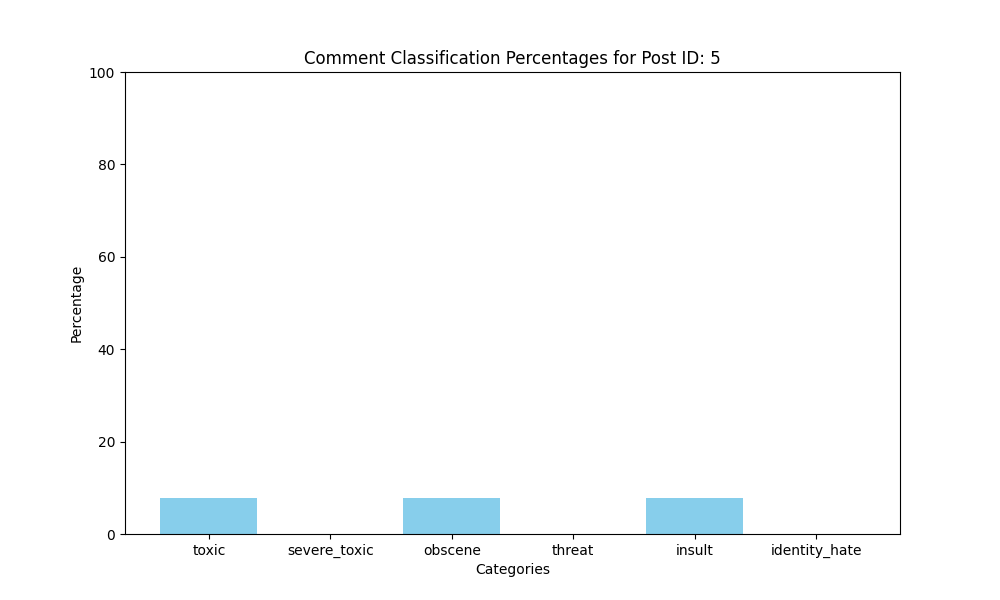 Comment Classification Percentages for Post ID: 5
100
80
60
40
20
0
Percentage
toxic severe_toxic obscene threat insult identity_hate
Categories